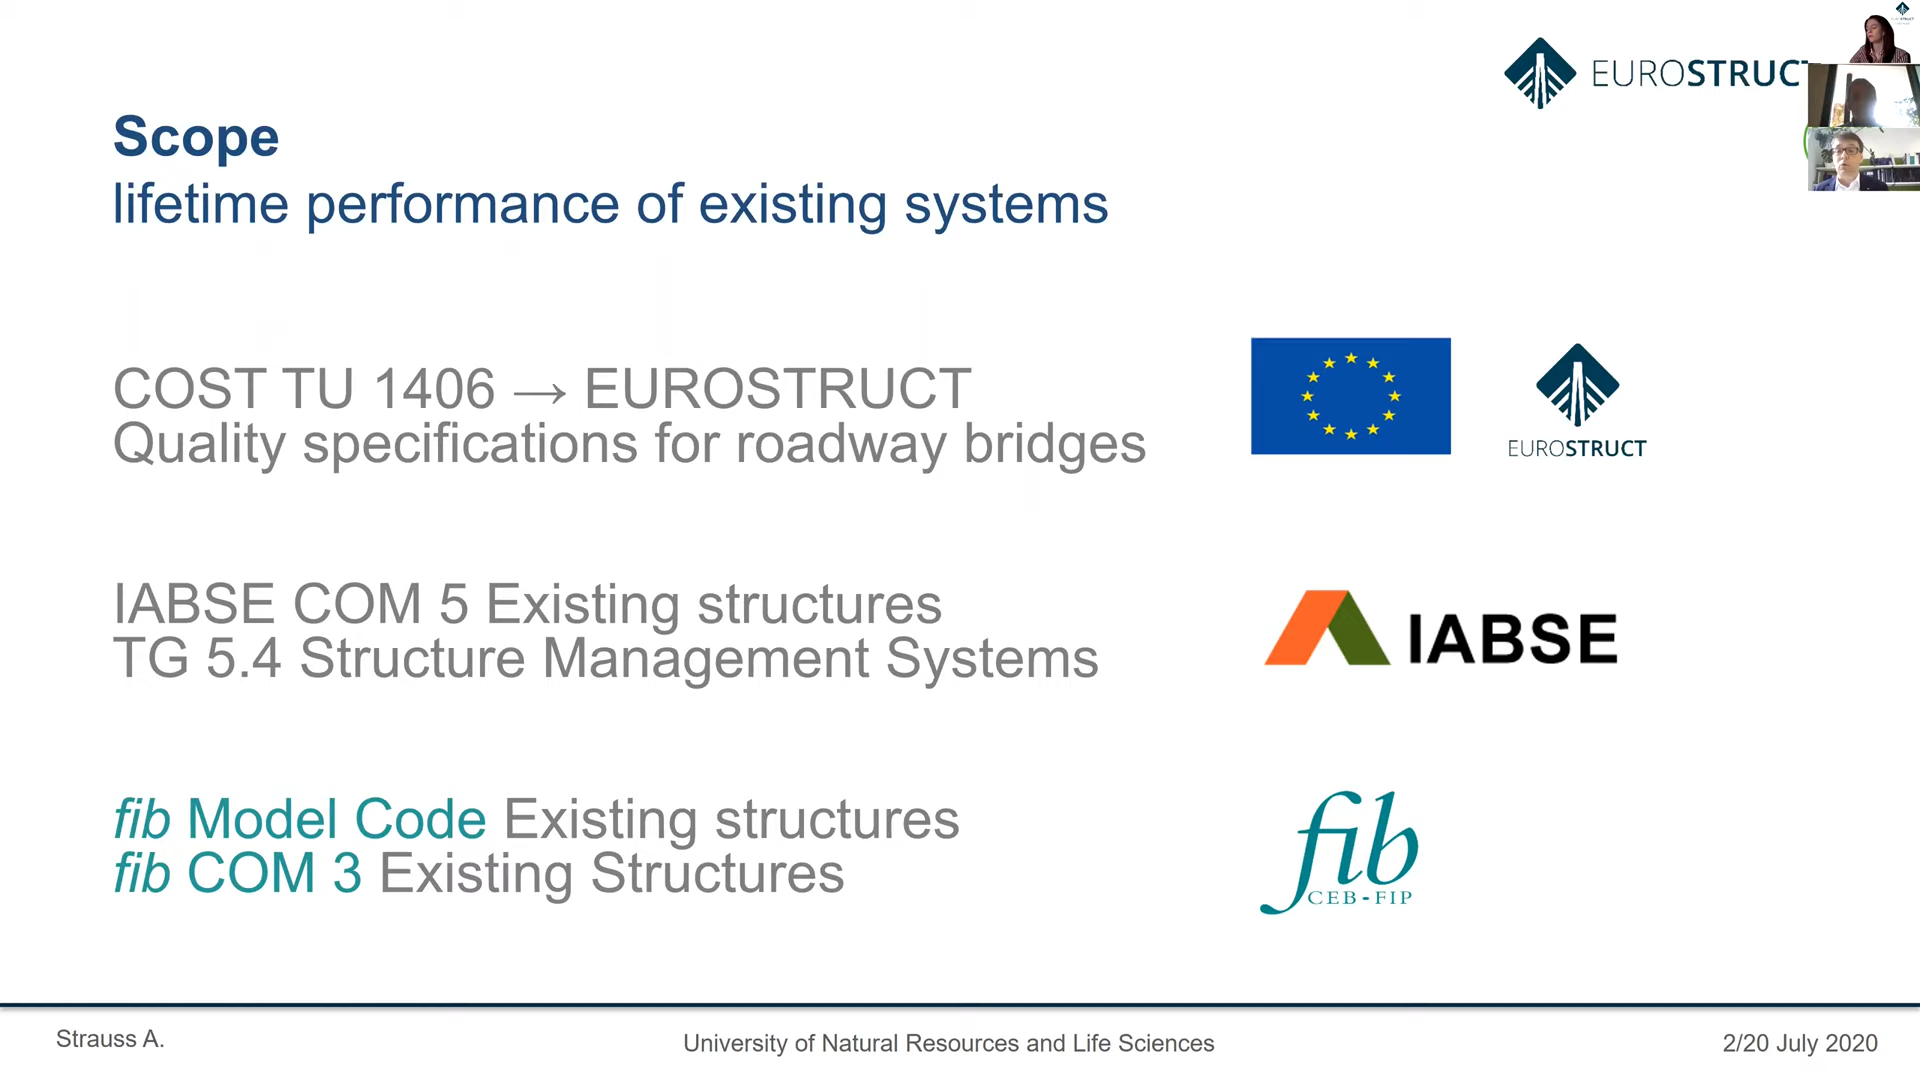 EUROSTRUCT
Scope
lifetime performance of existing systems
COST TU 1406 → EUROSTRUCT
Quality specifications for roadway bridges
EUROSTRUCT
IABSE COM 5 Existing structures
TG 5.4 Structure Management Systems
IABSE
fib Model Code Existing structures
fib COM 3 Existing Structures
fib
CEB-FIP
Strauss A.
University of Natural Resources and Life Sciences
2/20 July 2020